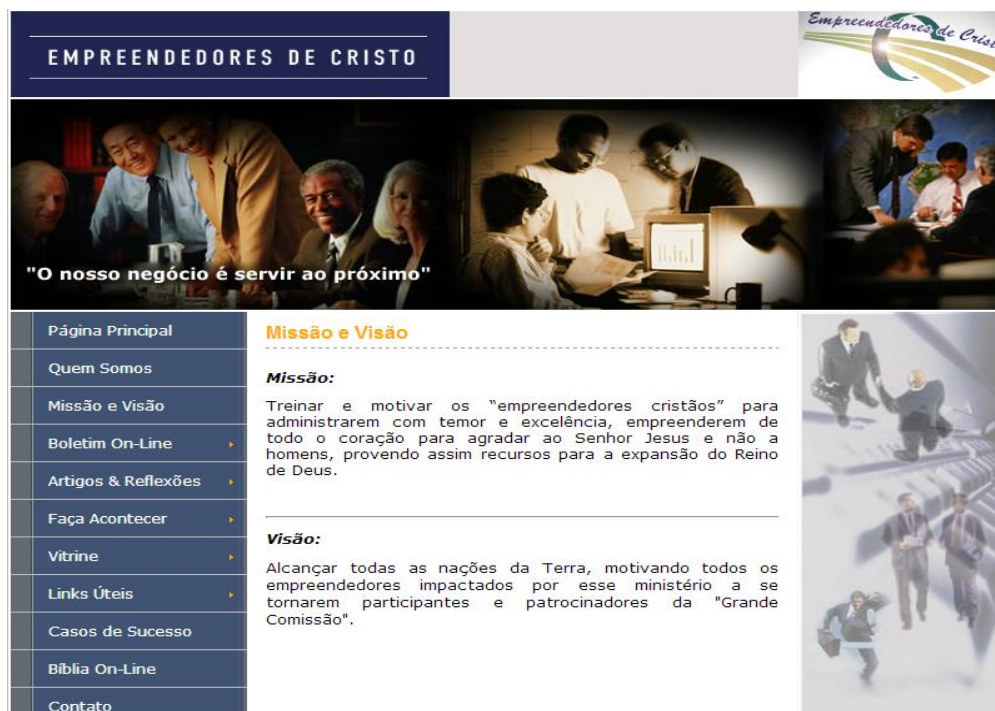 EMPREENDEDORES DE CRISTO
Empreendedores de Crist
"O nosso negócio é servir ao próximo"
Página Principal
Quem Somos
Missão e Visão
Boletim On-Line
Artigos & Reflexões
Faça Acontecer
Vitrine
Links Úteis
Casos de Sucesso
Bíblia On-Line
Contato
Missão e Visão
Missão:
Treinar e motivar os “empreendedores cristãos” para
administrarem com temor e excelência, empreenderem de
todo o coração para agradar ao Senhor Jesus e não a
homens, provendo assim recursos para a expansão do Reino
de Deus.
Visão:
Alcançar todas as nações da Terra, motivando todos os
empreendedores impactados por esse ministério a se
tornarem participantes e patrocinadores da "Grande
Comissão".